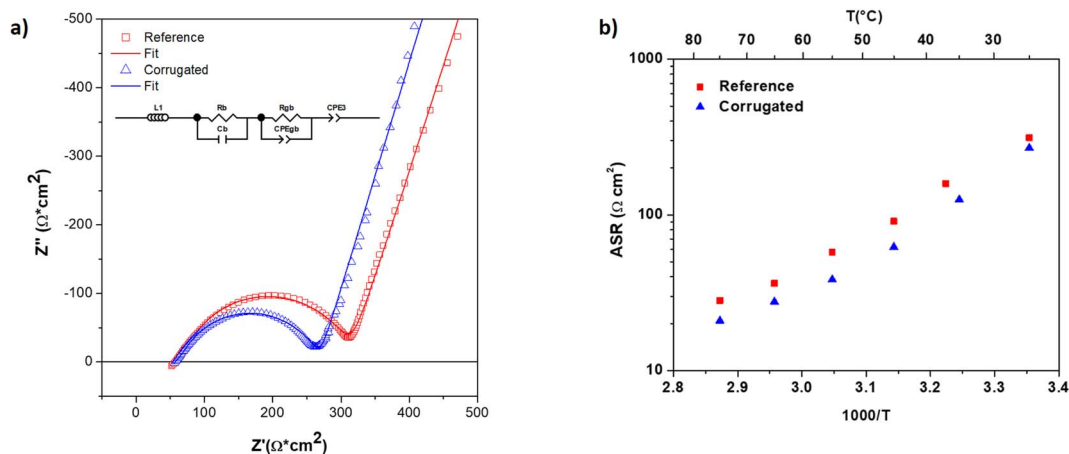 a)
-500
-400
-300
-200
-100
0
Z'' (Ω*cm2)
Reference
Fit
Corrugated
Fit
L1
Rb
Cb
Rgb
CPEgb
CPE3
0 100 200 300 400 500
Z'(Ω*cm2)
b)
T(°C)
80 70 60 50 40 30
1000
100
10
ASR (Ω cm2)
Reference
Corrugated
2.8 2.9 3.0 3.1 3.2 3.3 3.4
1000/T